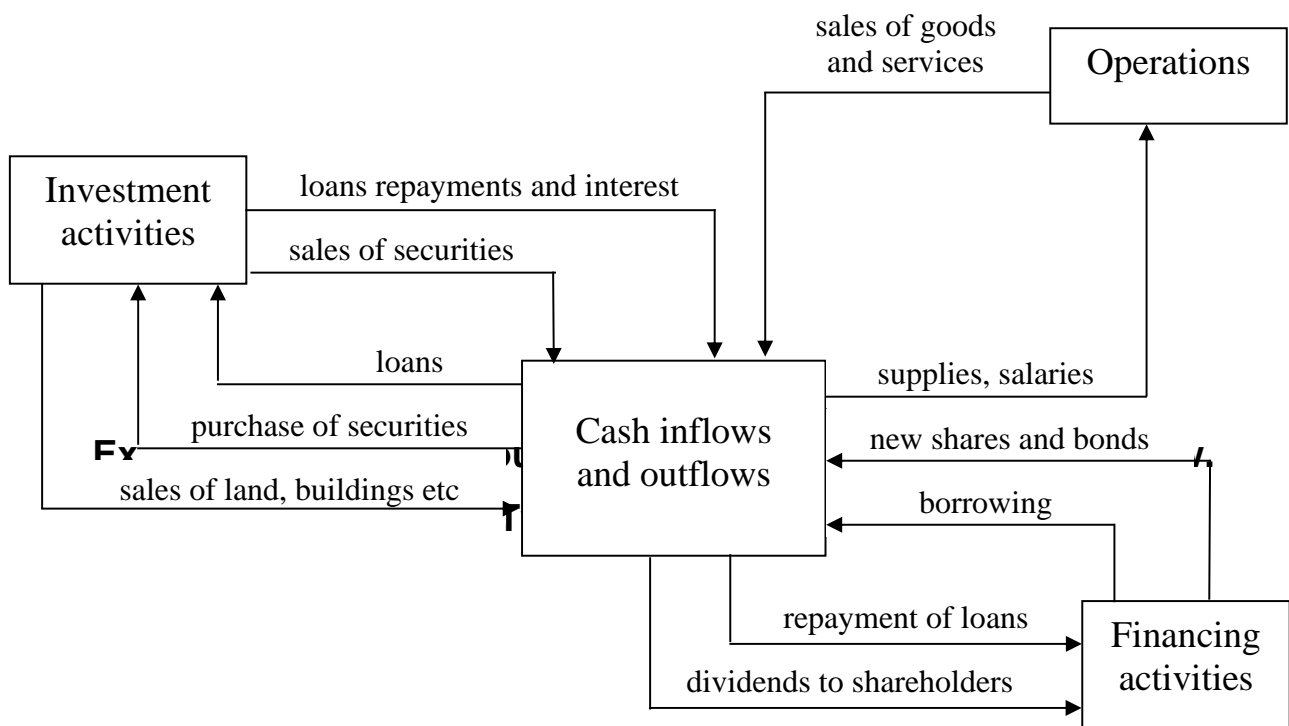 sales of goods
and services
Operations
Investment
activities
loans repayments and interest
sales of securities
loans
supplies, salaries
Cash inflows
and outflows
purchase of securities
new shares and bonds
sales of land, buildings etc
borrowing
repayment of loans
Financing
activities
dividends to shareholders